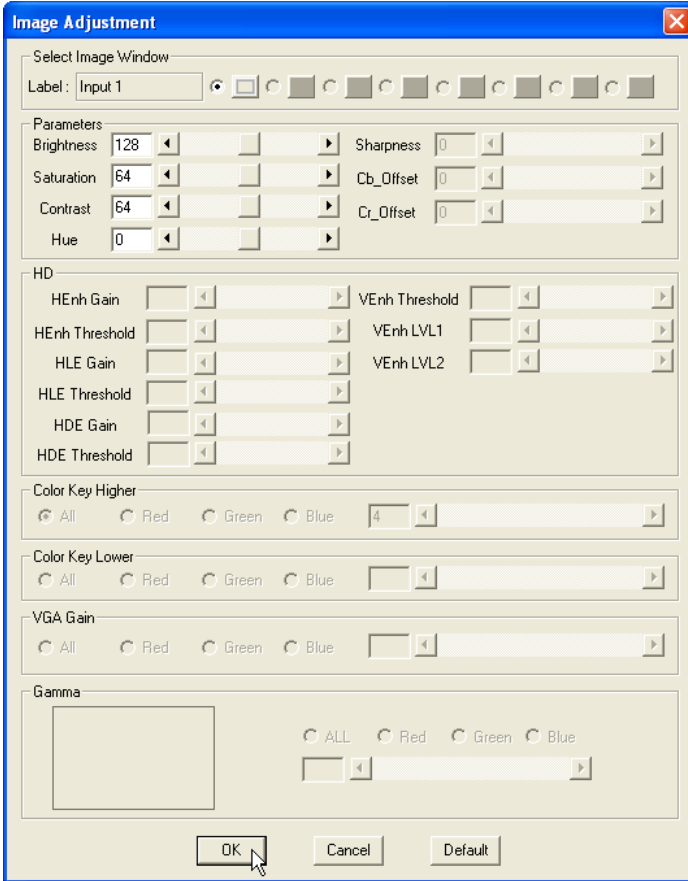 Image Adjustment
Select Image Window
Label : Input 1
Parameters
Brightness 128 Sharpness 0
Saturation 64 Cb_Offset 0
Contrast 64 Cr_Offset 0
Hue 0
HD
HEnh Gain VEnh Threshold
HEnh Threshold VEnh LVL1
HLE Gain VEnh LVL2
HLE Threshold
HDE Gain
HDE Threshold
Color Key Higher
All Red Green Blue 4
Color Key Lower
All Red Green Blue
VGA Gain
All Red Green Blue
Gamma
ALL Red Green Blue
OK Cancel Default